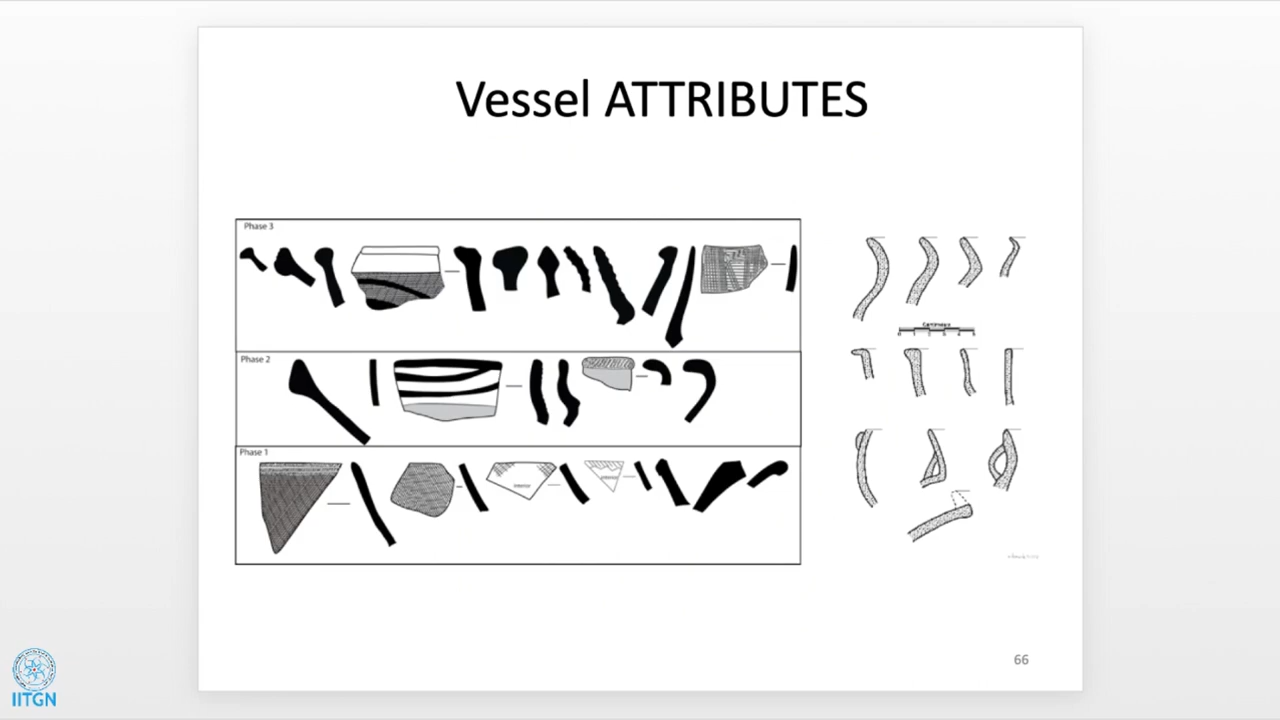 Vessel ATTRIBUTES
Phase 3
Phase 2
Phase 1
66
IITGN